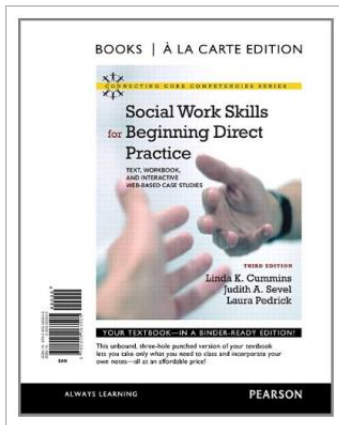 BOOKS | À LA CARTE EDITION
CONNECTING CORE COMPETENCIES SERIES
Social Work Skills
for Beginning Direct
Practice
TEXT, WORKBOOK,
AND INTERACTIVE
WEB-BASED CASE STUDIES
THIRD EDITION
Linda K. Cummins
Judith A. Sevel
Laura Pedrick
YOUR TEXTBOOK—IN A BINDER-READY EDITION!
This unbound, three-hole punched version of your textbook
lets you take only what you need to class and incorporate your
own notes—all at an affordable price!
ALWAYS LEARNING
PEARSON